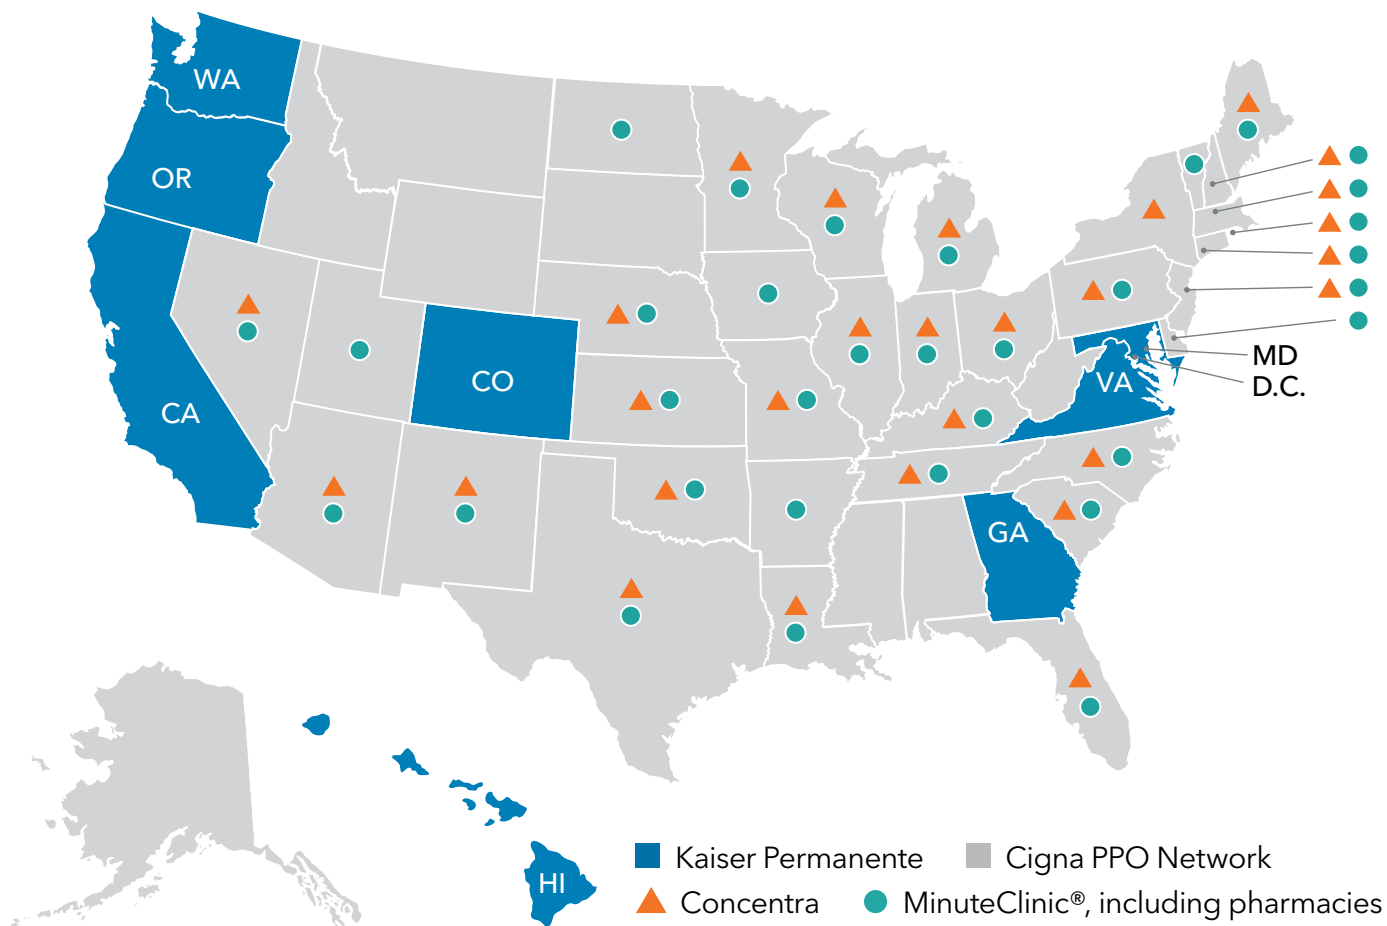 WA
OR
CA
CO
VA
MD
D.C.
GA
HI
Kaiser Permanente
Cigna PPO Network
Concentra
MinuteClinic®, including pharmacies